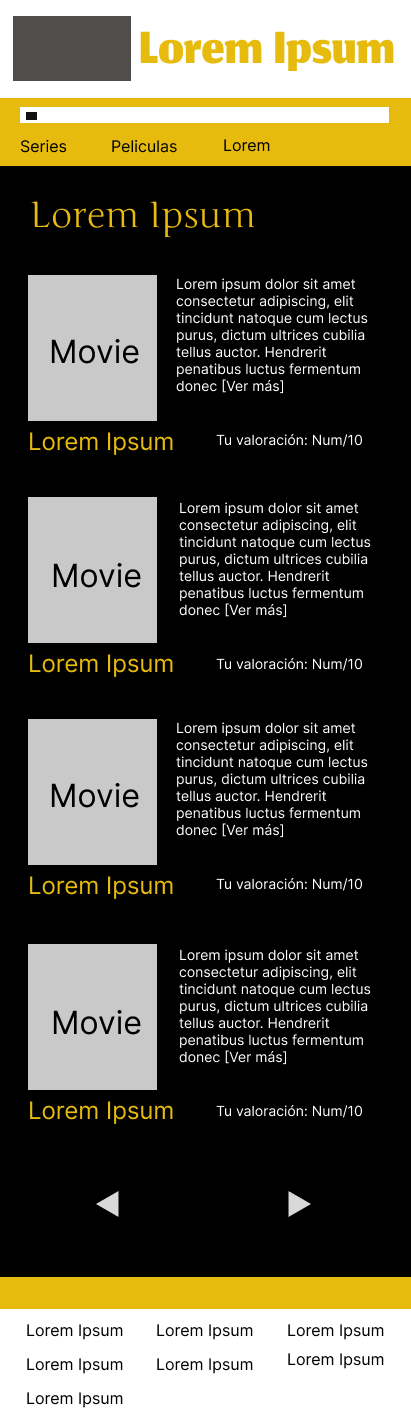 Lorem Ipsum
Series Peliculas Lorem
Lorem Ipsum
Movie
Lorem ipsum dolor sit amet
consectetur adipiscing, elit
tincidunt natoque cum lectus
purus, dictum ultrices cubilia
tellus auctor. Hendrerit
penatibus luctus fermentum
donec [Ver más]
Lorem Ipsum
Tu valoración: Num/10
Movie
Lorem ipsum dolor sit amet
consectetur adipiscing, elit
tincidunt natoque cum lectus
purus, dictum ultrices cubilia
tellus auctor. Hendrerit
penatibus luctus fermentum
donec [Ver más]
Lorem Ipsum
Tu valoración: Num/10
Movie
Lorem ipsum dolor sit amet
consectetur adipiscing, elit
tincidunt natoque cum lectus
purus, dictum ultrices cubilia
tellus auctor. Hendrerit
penatibus luctus fermentum
donec [Ver más]
Lorem Ipsum
Tu valoración: Num/10
Movie
Lorem ipsum dolor sit amet
consectetur adipiscing, elit
tincidunt natoque cum lectus
purus, dictum ultrices cubilia
tellus auctor. Hendrerit
penatibus luctus fermentum
donec [Ver más]
Lorem Ipsum
Tu valoración: Num/10
Lorem Ipsum Lorem Ipsum Lorem Ipsum
Lorem Ipsum Lorem Ipsum Lorem Ipsum
Lorem Ipsum